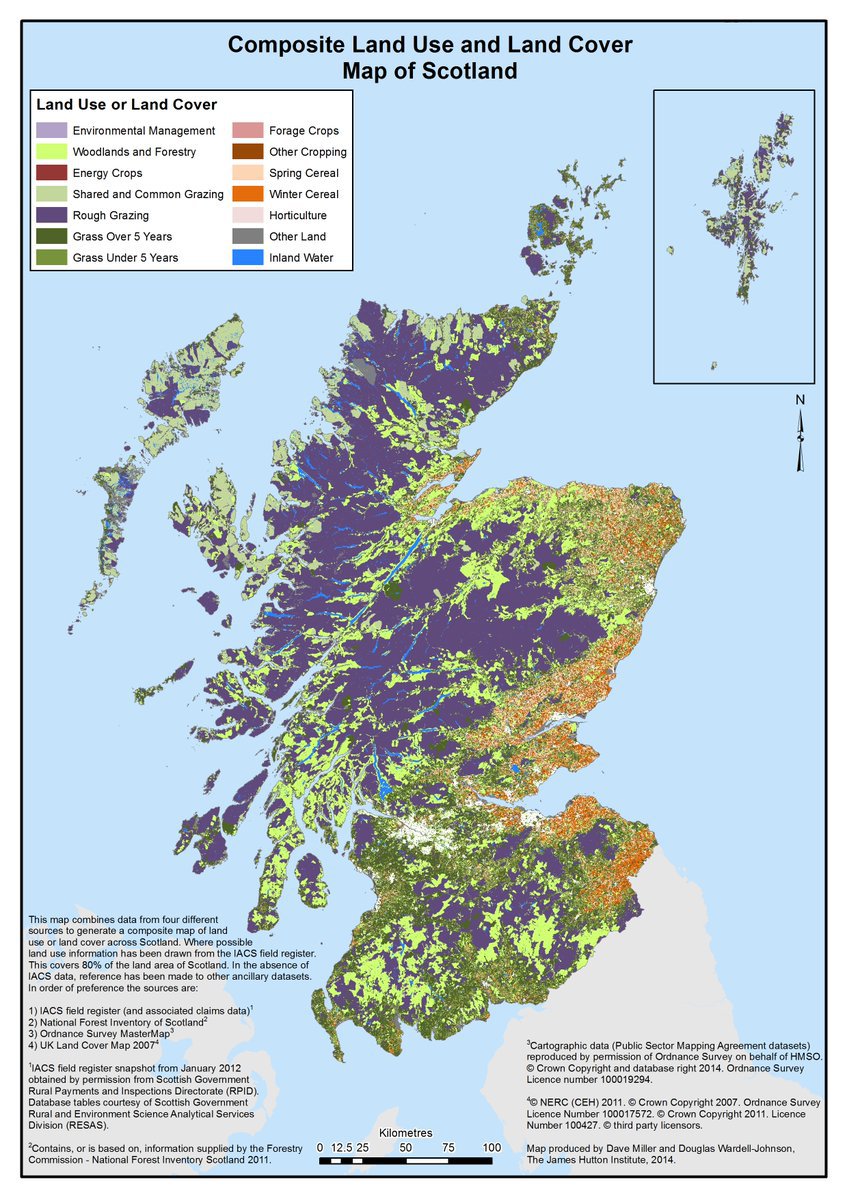 Composite Land Use and Land Cover
Map of Scotland
Land Use or Land Cover
Environmental Management
Woodlands and Forestry
Energy Crops
Shared and Common Grazing
Rough Grazing
Grass Over 5 Years
Grass Under 5 Years
Forage Crops
Other Cropping
Spring Cereal
Winter Cereal
Horticulture
Other Land
Inland Water
N
This map combines data from four different
sources to generate a composite map of land
use or land cover across Scotland. Where possible
land use information has been drawn from the IACS field register.
This covers 80% of the land area of Scotland. In the absence of
IACS data, reference has been made to other ancillary datasets.
In order of preference the sources are:
1) IACS field register (and associated claims data)¹
2) National Forest Inventory of Scotland²
3) Ordnance Survey MasterMap³
4) UK Land Cover Map 2007⁴
¹IACS field register snapshot from January 2012
obtained by permission from Scottish Government
Rural Payments and Inspections Directorate (RPID).
Database tables courtesy of Scottish Government
Rural and Environment Science Analytical Services
Division (RESAS).
²Contains, or is based on, information supplied by the Forestry
Commission - National Forest Inventory Scotland 2011.
Kilometres
0 12.5 25 50 75 100
³Cartographic data (Public Sector Mapping Agreement datasets)
reproduced by permission of Ordnance Survey on behalf of HMSO.
© Crown Copyright and database right 2014. Ordnance Survey
Licence number 100019294.
⁴© NERC (CEH) 2011. © Crown Copyright 2007. Ordnance Survey
Licence Number 100017572. © Crown Copyright 2011. Licence
Number 100427. © third party licensors.
Map produced by Dave Miller and Douglas Wardell-Johnson,
The James Hutton Institute, 2014.